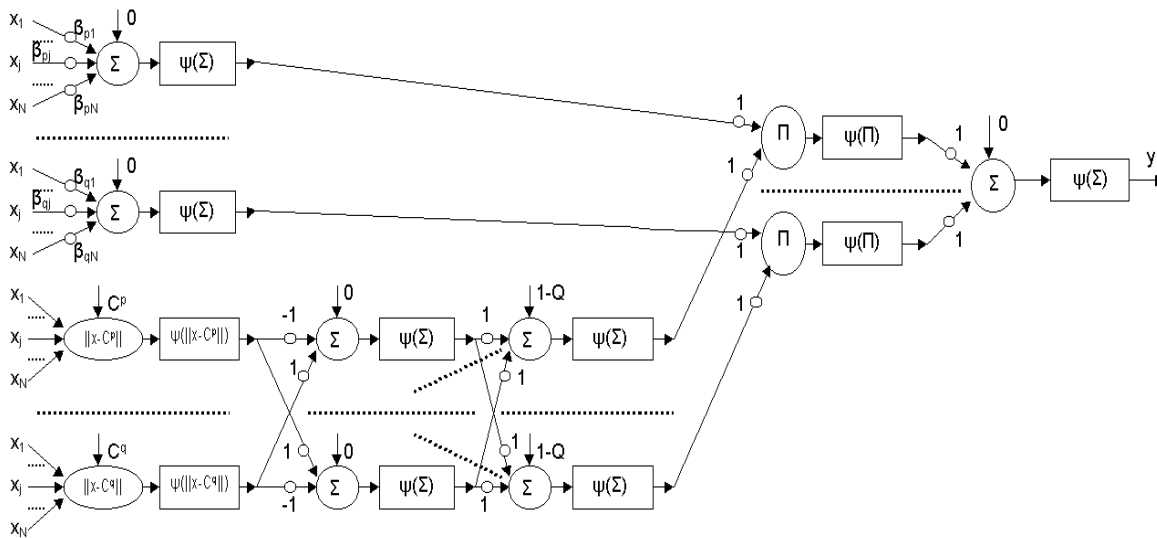 x1 βp1 0
xj βpj Σ ψ(Σ)
xN βpN
1 Π ψ(Π) 1 0
1
x1 βq1 0
xj βqj Σ ψ(Σ)
xN βqN
Σ ψ(Σ) y
1 Π ψ(Π) 1
1
x1 Cp
xj ||x-Cp|| ψ(||x-Cp||) -1 0 Σ ψ(Σ) 1 1-Q Σ ψ(Σ)
xN 1 1
x1 Cq 1 0 1 1-Q
xj ||x-Cq|| ψ(||x-Cq||) -1 Σ ψ(Σ) 1 Σ ψ(Σ)
xN